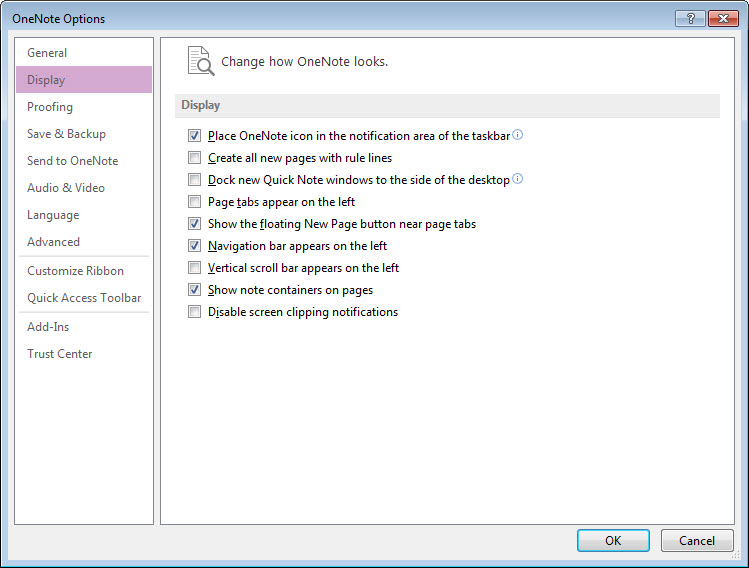 OneNote Options
General
Display
Proofing
Save & Backup
Send to OneNote
Audio & Video
Language
Advanced
Customize Ribbon
Quick Access Toolbar
Add-Ins
Trust Center
Change how OneNote looks.
Display
Place OneNote icon in the notification area of the taskbar
Create all new pages with rule lines
Dock new Quick Note windows to the side of the desktop
Page tabs appear on the left
Show the floating New Page button near page tabs
Navigation bar appears on the left
Vertical scroll bar appears on the left
Show note containers on pages
Disable screen clipping notifications
OK
Cancel